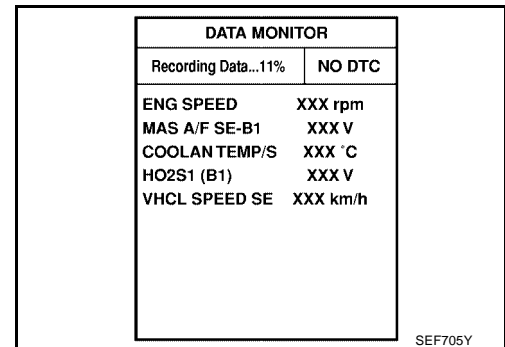 DATA MONITOR
Recording Data...11% NO DTC
ENG SPEED XXX rpm
MAS A/F SE-B1 XXX V
COOLAN TEMP/S XXX °C
HO2S1 (B1) XXX V
VHCL SPEED SE XXX km/h
SEF705Y